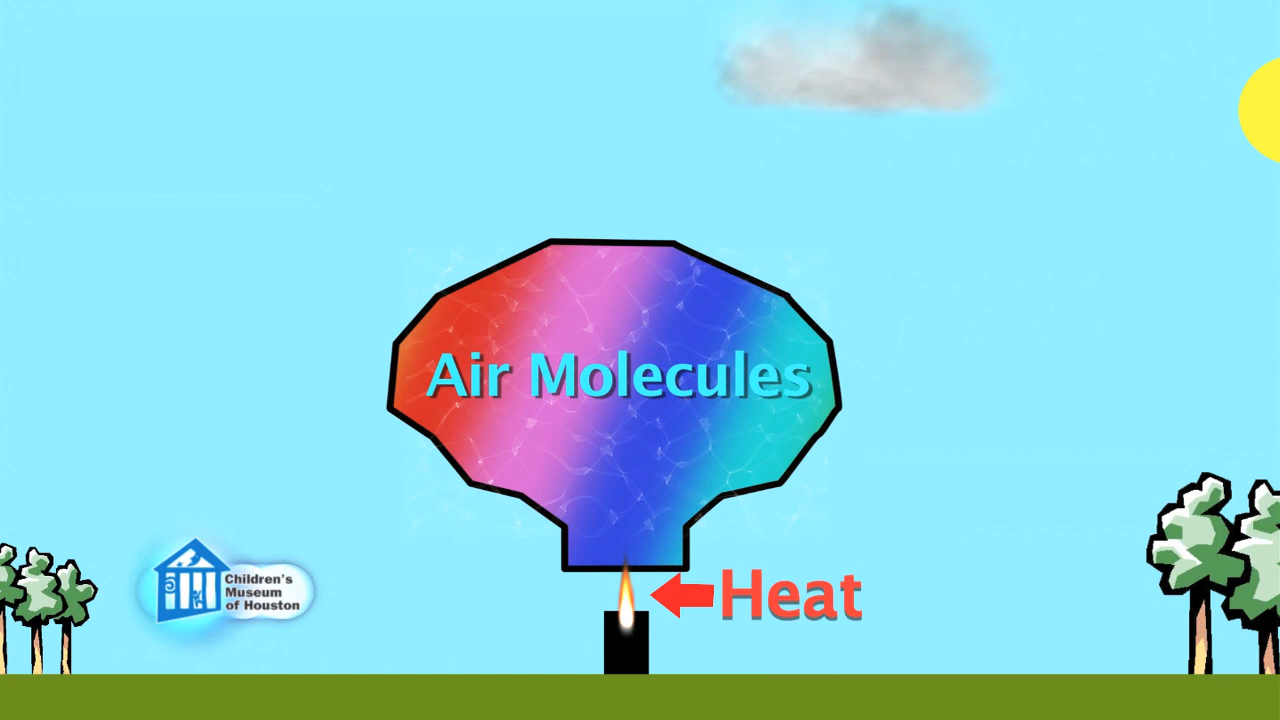 Air Molecules
Heat
Children's
Museum
of Houston